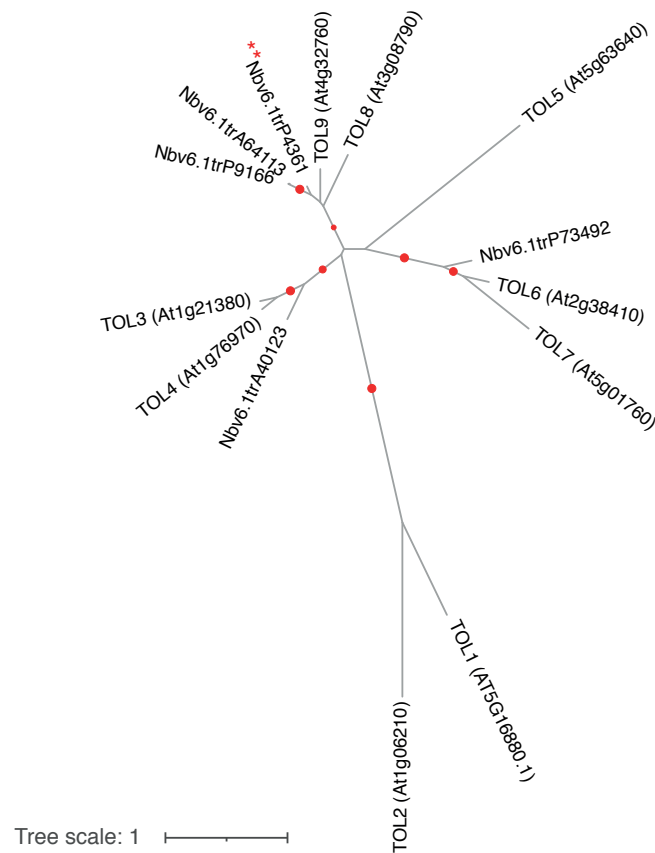 **
Nbv6.1trP4361
TOL9 (At4g32760)
TOL8 (At3g08790)
TOL5 (At5g63640)
Nbv6.1trA64113
Nbv6.1trP9166
Nbv6.1trP73492
TOL6 (At2g38410)
TOL7 (At5g01760)
TOL3 (At1g21380)
TOL4 (At1g76970)
Nbv6.1trA40123
TOL1 (AT5G16880.1)
TOL2 (At1g06210)
Tree scale: 1